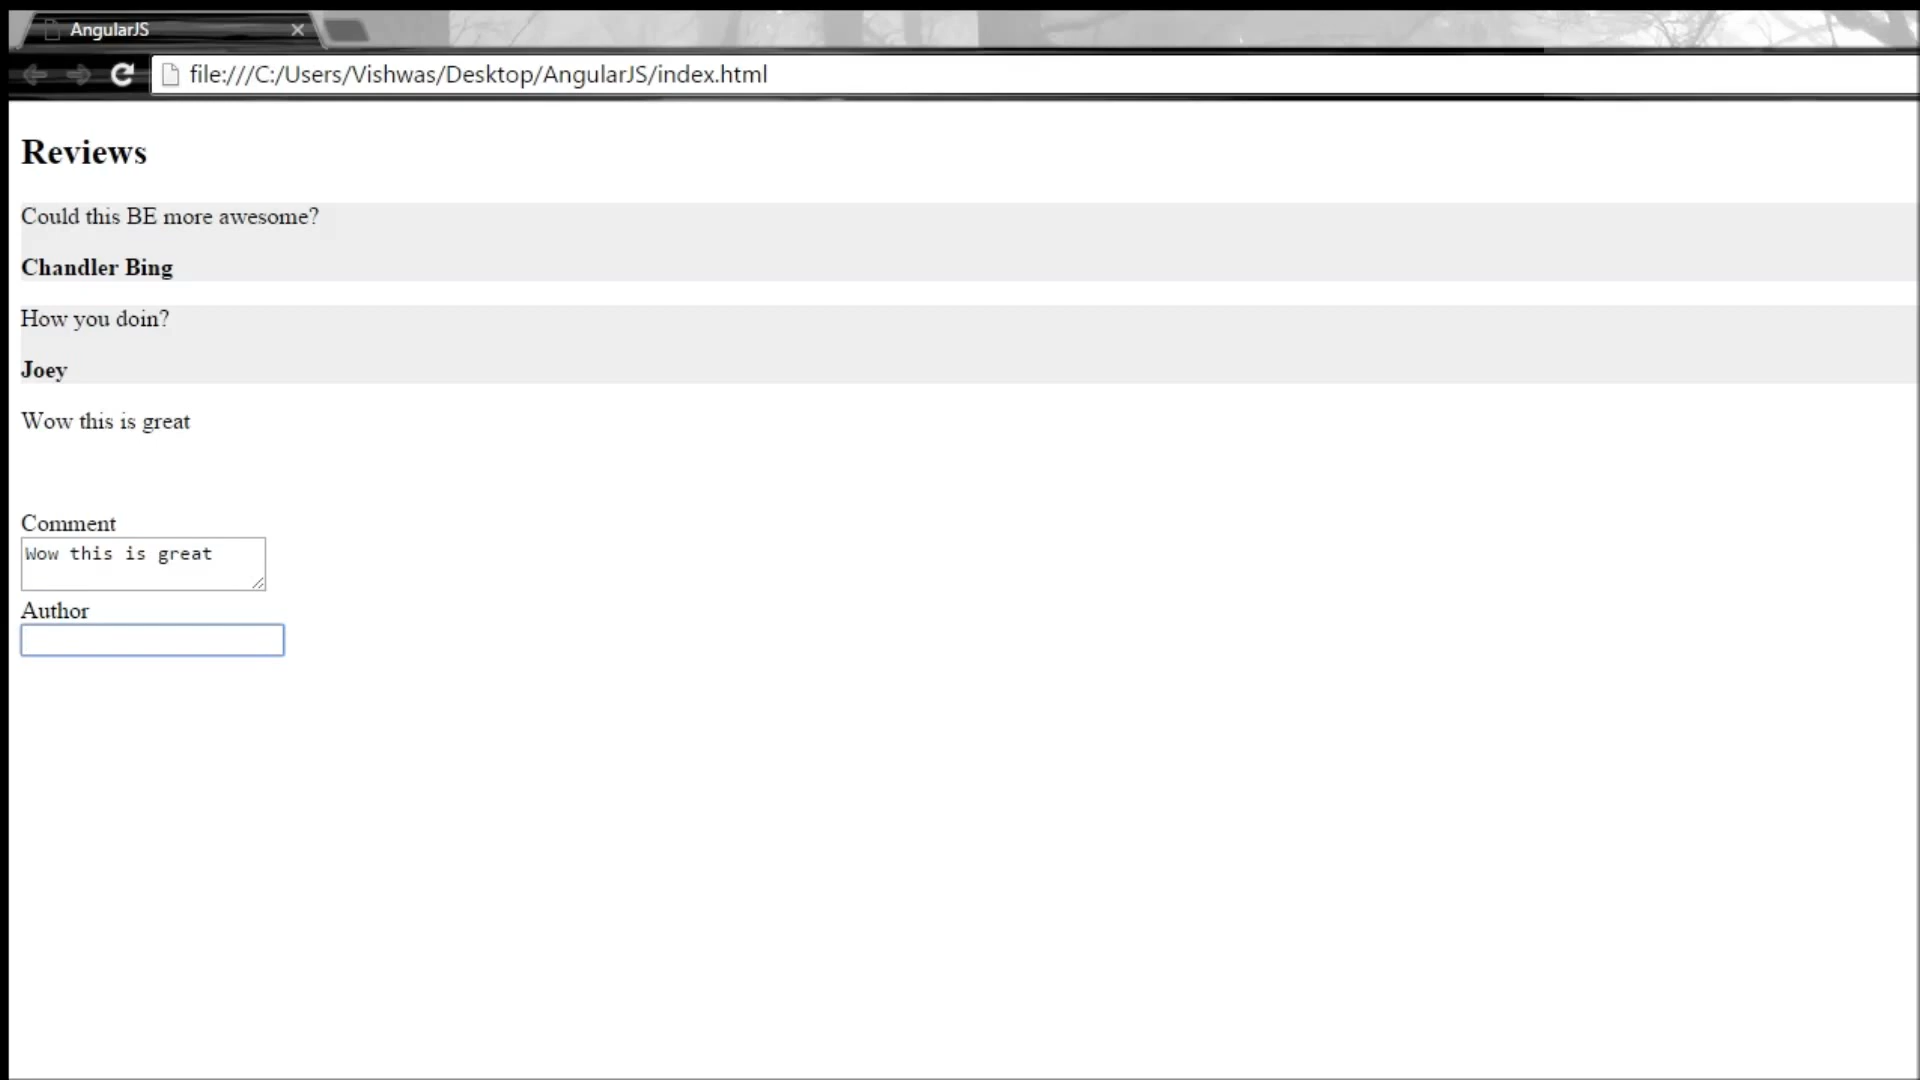 AngularJS
file:///C:/Users/Vishwas/Desktop/AngularJS/index.html
Reviews
Could this BE more awesome?
Chandler Bing
How you doin?
Joey
Wow this is great
Comment
Wow this is great
Author